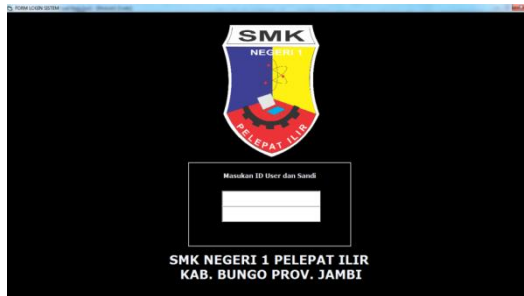 FORM LOGIN SISTEM
SMK
NEGERI 1
PELEPAT ILIR
Masukan ID User dan Sandi
SMK NEGERI 1 PELEPAT ILIR
KAB. BUNGO PROV. JAMBI